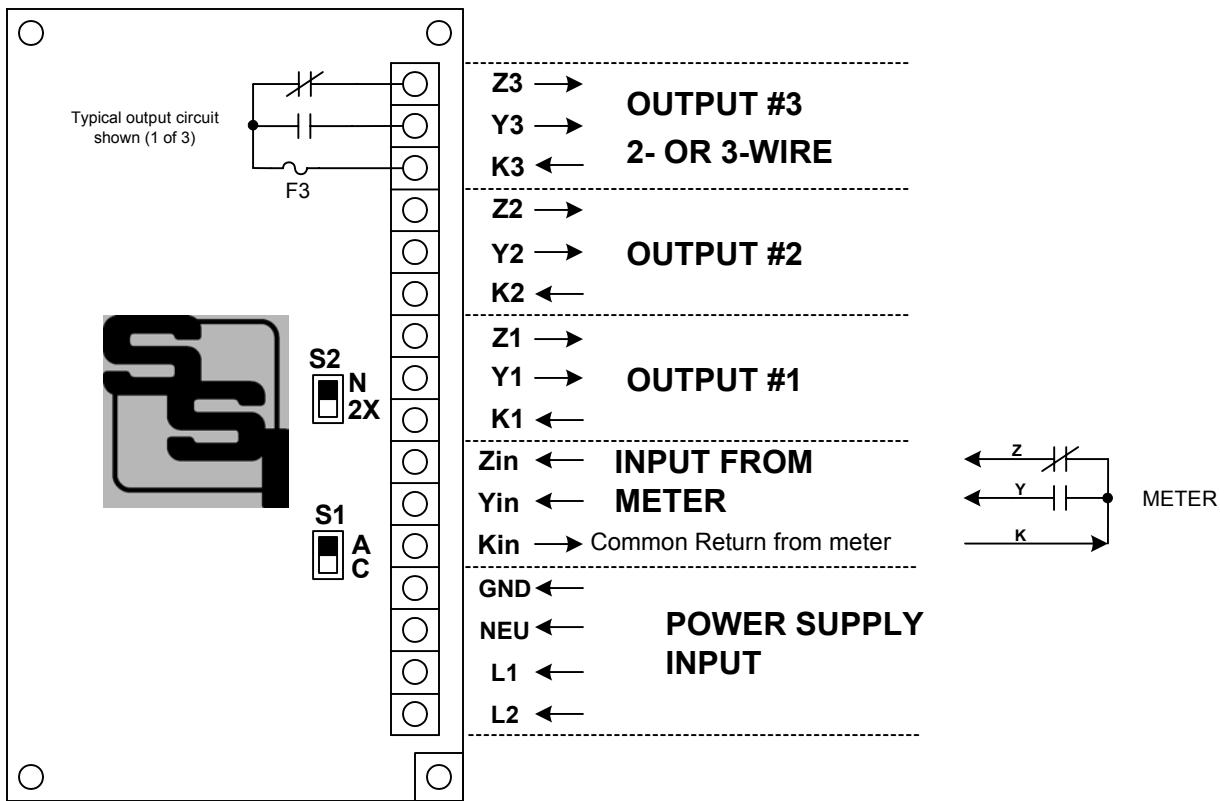 Typical output circuit
shown (1 of 3)
F3
Z3
Y3
K3
OUTPUT #3
2- OR 3-WIRE
Z2
Y2
K2
OUTPUT #2
Z1
Y1
K1
OUTPUT #1
SSI
S2
N
2X
S1
A
C
Zin
Yin
Kin
INPUT FROM
METER
Common Return from meter
Z
Y
K
METER
GND
NEU
L1
L2
POWER SUPPLY
INPUT